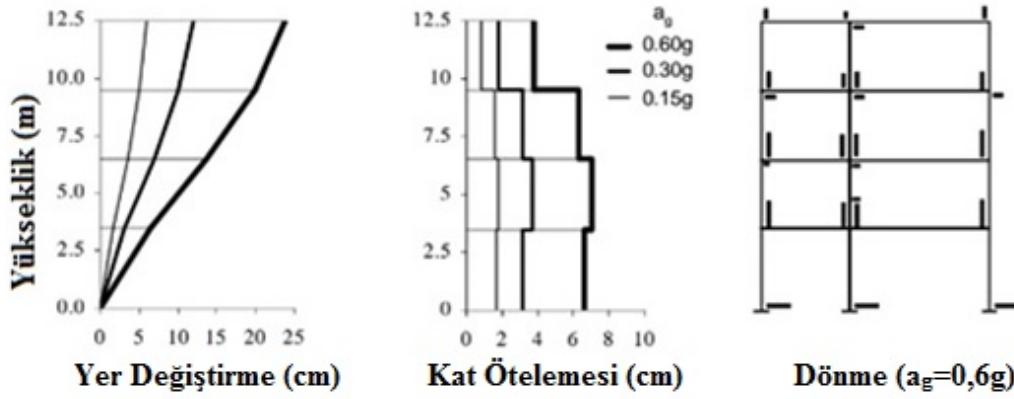 Yükseklik (m)
12.5
10.0
7.5
5.0
2.5
0.0
0 5 10 15 20 25
Yer Değiştirme (cm)
12.5
10
7.5
5
2.5
0
0 2 4 6 8 10
Kat Ötelemesi (cm)
ag
0.60g
0.30g
0.15g
Dönme (ag=0,6g)